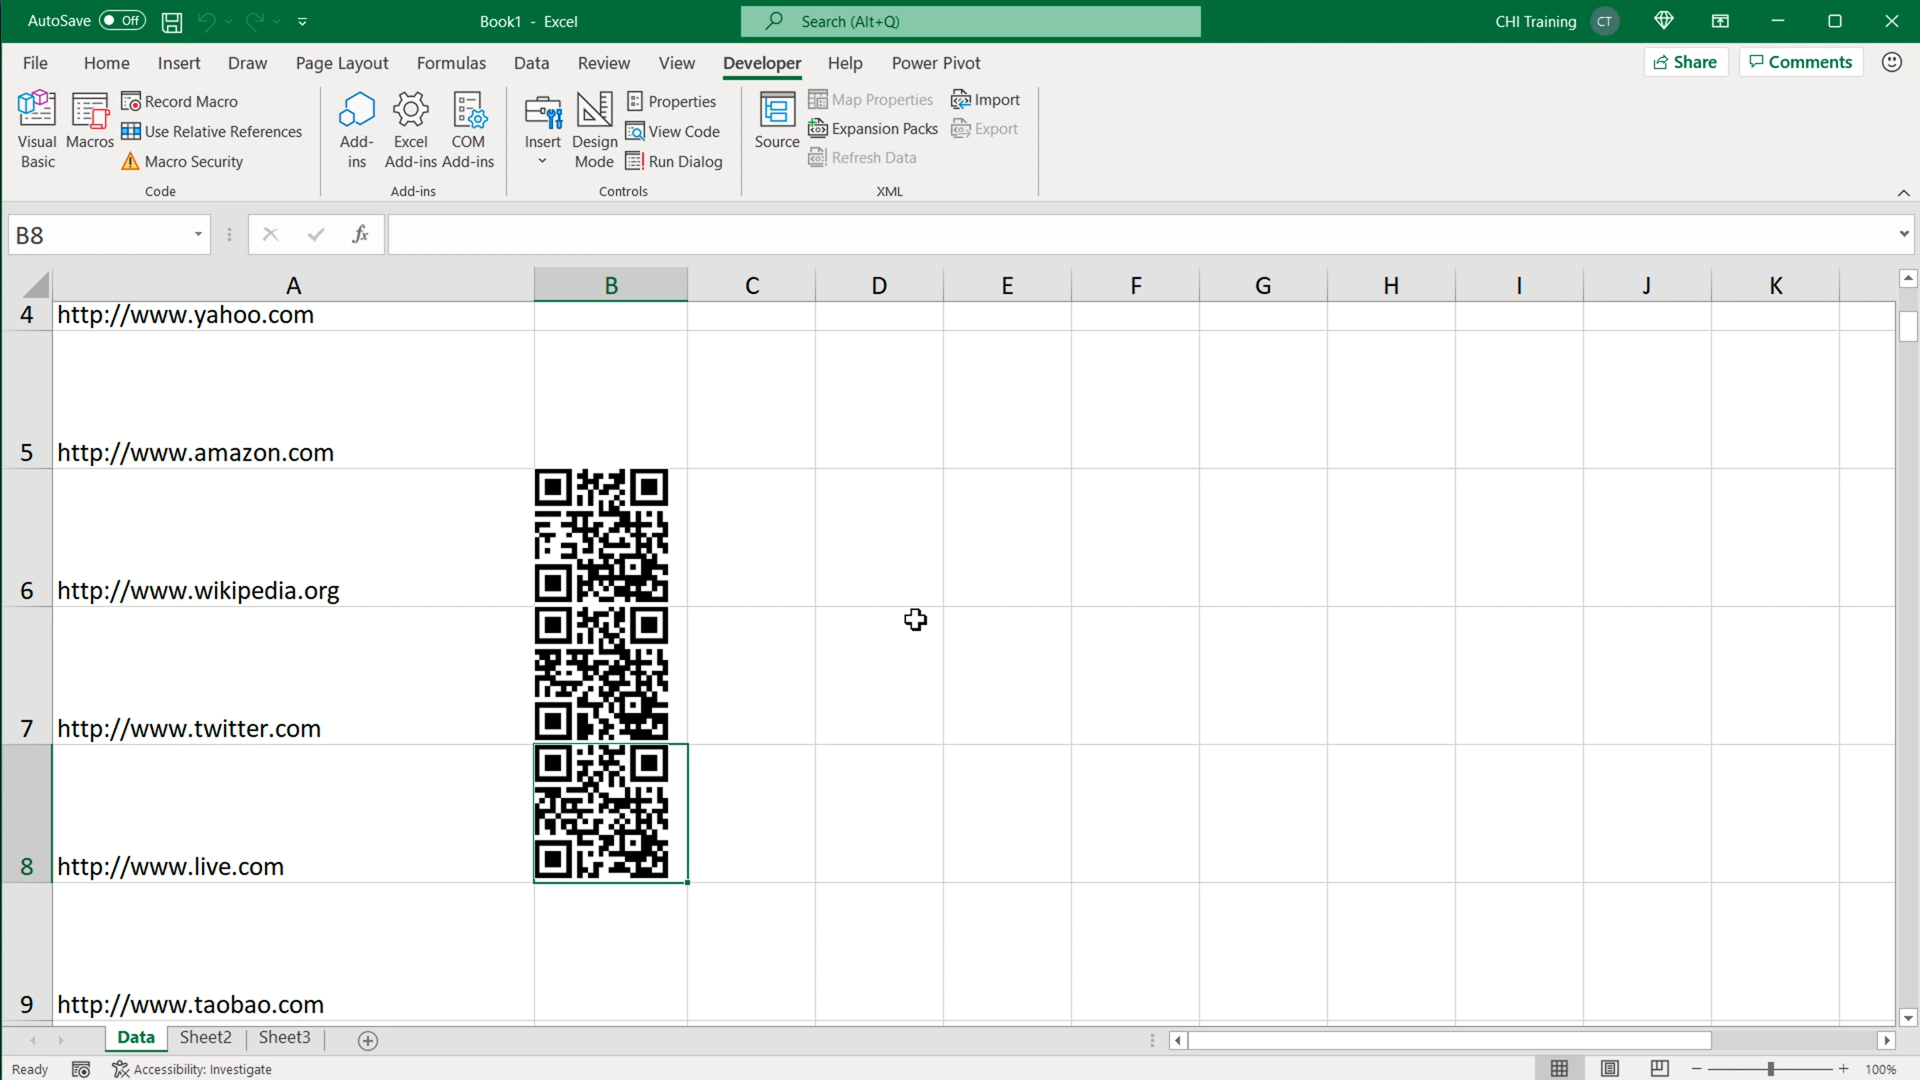 AutoSave Off Book1 - Excel Search (Alt+Q) CHI Training CT
File Home Insert Draw Page Layout Formulas Data Review View Developer Help Power Pivot Share Comments
Visual Basic
Macros
Record Macro
Use Relative References
Macro Security
Code
Add-ins
Excel Add-ins
COM Add-ins
Add-ins
Insert
Design Mode
Properties
View Code
Run Dialog
Controls
Source
Map Properties
Expansion Packs
Refresh Data
Import
Export
XML
B8 fx
A B C D E F G H I J K
4 http://www.yahoo.com
5 http://www.amazon.com
6 http://www.wikipedia.org
7 http://www.twitter.com
8 http://www.live.com
9 http://www.taobao.com
Data Sheet2 Sheet3
Ready Accessibility: Investigate 100%